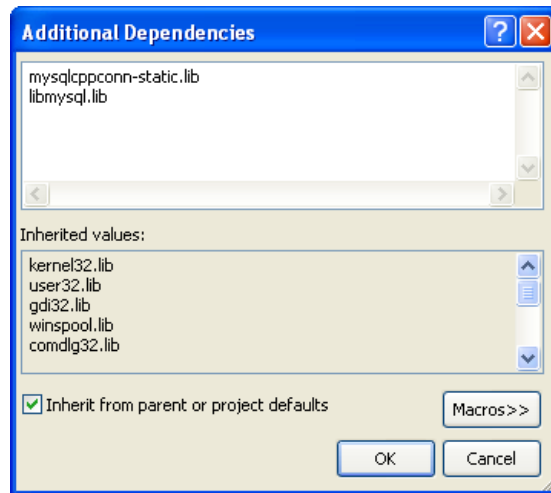 Additional Dependencies
mysqlcppconn-static.lib
libmysql.lib
Inherited values:
kernel32.lib
user32.lib
gdi32.lib
winspool.lib
comdlg32.lib
Inherit from parent or project defaults
Macros>>
OK
Cancel